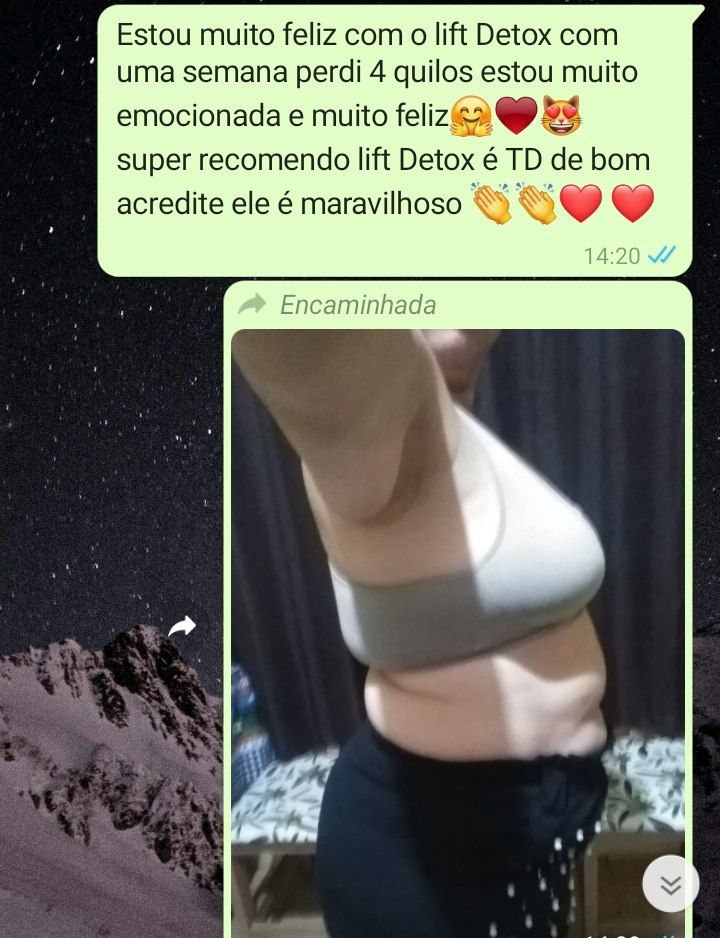 Estou muito feliz com o lift Detox com
uma semana perdi 4 quilos estou muito
emocionada e muito feliz🤗❤️😻
super recomendo lift Detox é TD de bom
acredite ele é maravilhoso 👏👏❤️ ❤️
14:20
Encaminhada